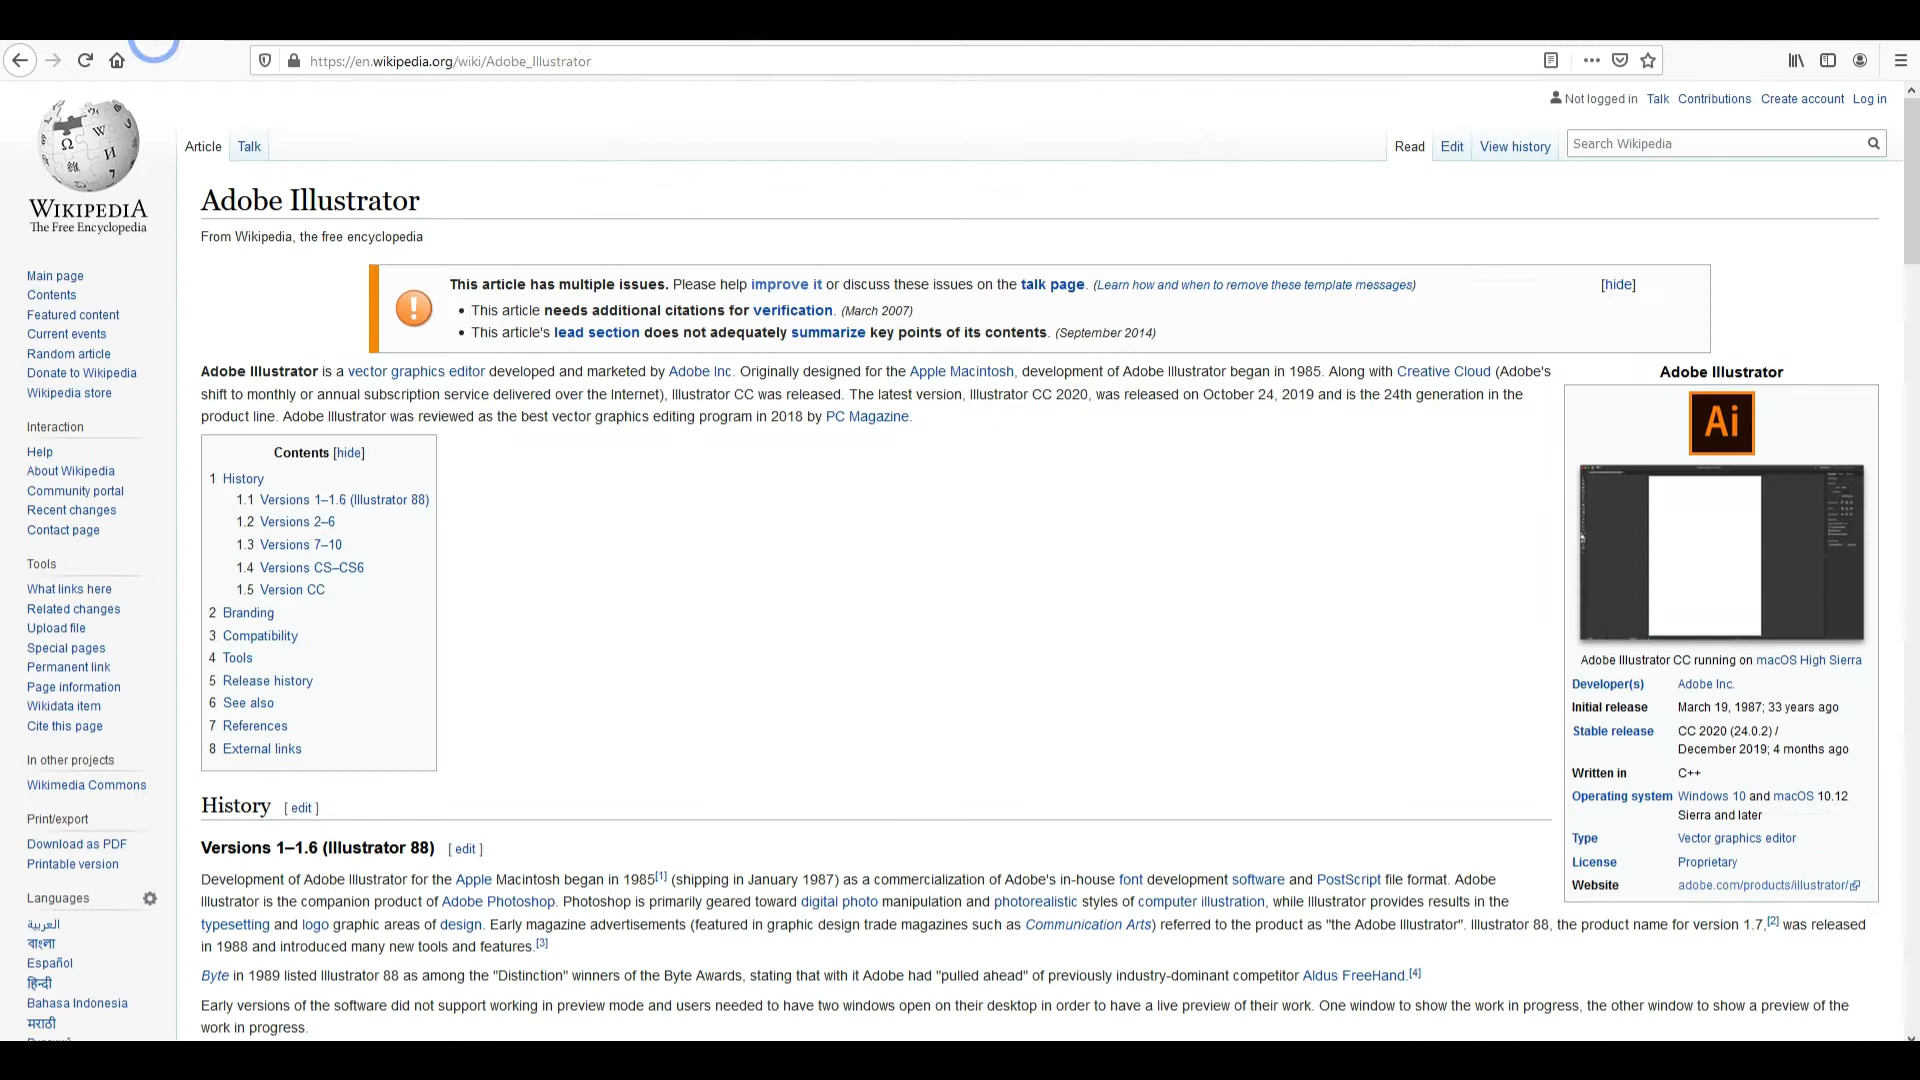 https://en.wikipedia.org/wiki/Adobe_Illustrator
Not logged in Talk Contributions Create account Log in
Article Talk
Read Edit View history Search Wikipedia
WIKIPEDIA
The Free Encyclopedia
Main page
Contents
Featured content
Current events
Random article
Donate to Wikipedia
Wikipedia store
Interaction
Help
About Wikipedia
Community portal
Recent changes
Contact page
Tools
What links here
Related changes
Upload file
Special pages
Permanent link
Page information
Wikidata item
Cite this page
In other projects
Wikimedia Commons
Print/export
Download as PDF
Printable version
Languages
العربية
বাংলা
Español
हिन्दी
Bahasa Indonesia
मराठी
Adobe Illustrator
From Wikipedia, the free encyclopedia
This article has multiple issues. Please help improve it or discuss these issues on the talk page. (Learn how and when to remove these template messages) [hide]
• This article needs additional citations for verification. (March 2007)
• This article's lead section does not adequately summarize key points of its contents. (September 2014)
Adobe Illustrator is a vector graphics editor developed and marketed by Adobe Inc. Originally designed for the Apple Macintosh, development of Adobe Illustrator began in 1985. Along with Creative Cloud (Adobe's
shift to monthly or annual subscription service delivered over the Internet), Illustrator CC was released. The latest version, Illustrator CC 2020, was released on October 24, 2019 and is the 24th generation in the
product line. Adobe Illustrator was reviewed as the best vector graphics editing program in 2018 by PC Magazine.
Contents [hide]
1 History
1.1 Versions 1–1.6 (Illustrator 88)
1.2 Versions 2–6
1.3 Versions 7–10
1.4 Versions CS–CS6
1.5 Version CC
2 Branding
3 Compatibility
4 Tools
5 Release history
6 See also
7 References
8 External links
Adobe Illustrator
Ai
Adobe Illustrator CC running on macOS High Sierra
Developer(s) Adobe Inc.
Initial release March 19, 1987; 33 years ago
Stable release CC 2020 (24.0.2) /
December 2019; 4 months ago
Written in C++
Operating system Windows 10 and macOS 10.12
Sierra and later
Type Vector graphics editor
License Proprietary
Website adobe.com/products/illustrator/
History [ edit ]
Versions 1–1.6 (Illustrator 88) [ edit ]
Development of Adobe Illustrator for the Apple Macintosh began in 1985[1] (shipping in January 1987) as a commercialization of Adobe's in-house font development software and PostScript file format. Adobe
Illustrator is the companion product of Adobe Photoshop. Photoshop is primarily geared toward digital photo manipulation and photorealistic styles of computer illustration, while Illustrator provides results in the
typesetting and logo graphic areas of design. Early magazine advertisements (featured in graphic design trade magazines such as Communication Arts) referred to the product as "the Adobe Illustrator". Illustrator 88, the product name for version 1.7,[2] was released
in 1988 and introduced many new tools and features.[3]
Byte in 1989 listed Illustrator 88 as among the "Distinction" winners of the Byte Awards, stating that with it Adobe had "pulled ahead" of previously industry-dominant competitor Aldus FreeHand.[4]
Early versions of the software did not support working in preview mode and users needed to have two windows open on their desktop in order to have a live preview of their work. One window to show the work in progress, the other window to show a preview of the
work in progress.